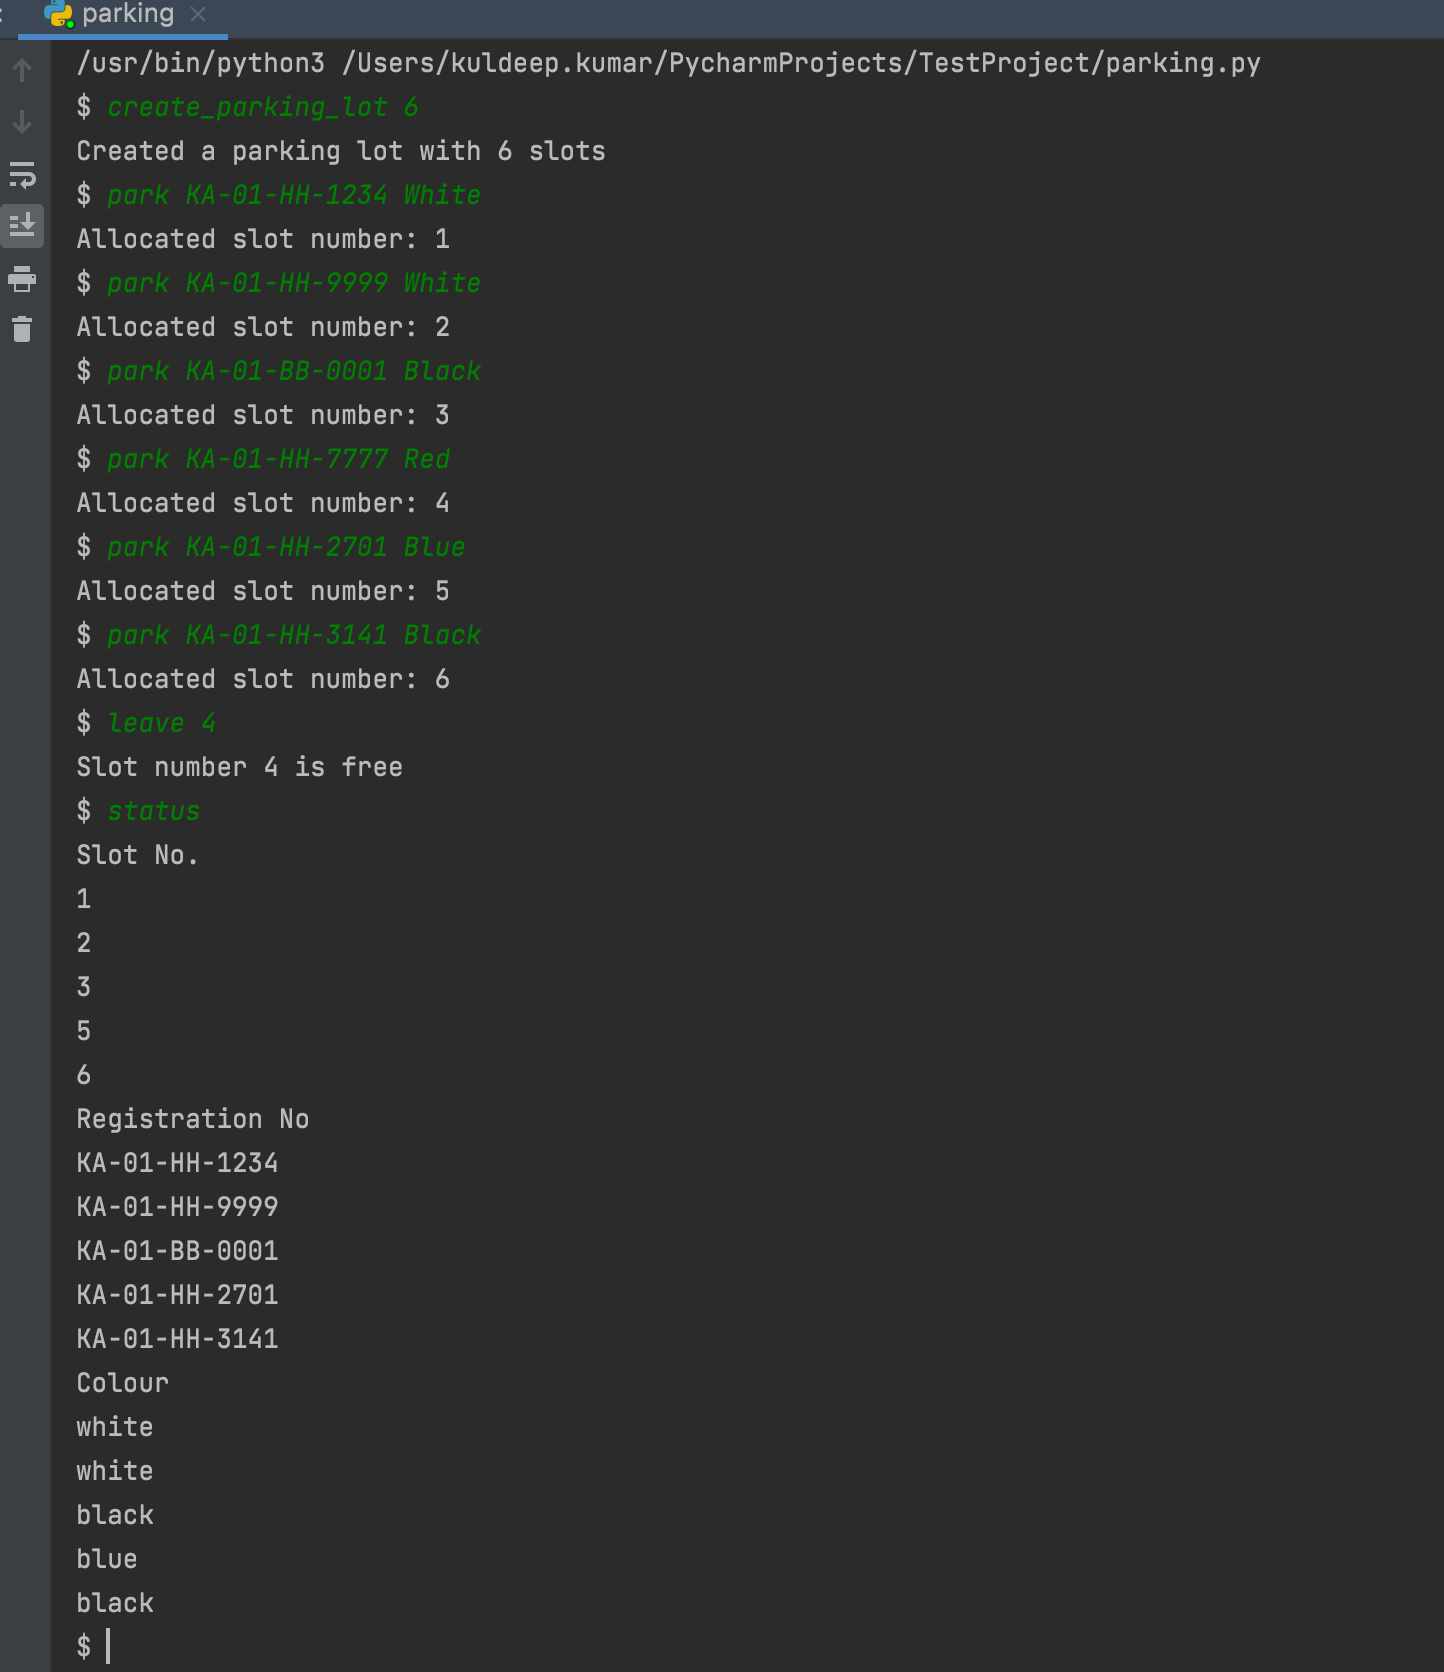 parking
/usr/bin/python3 /Users/kuldeep.kumar/PycharmProjects/TestProject/parking.py
$ create_parking_lot 6
Created a parking lot with 6 slots
$ park KA-01-HH-1234 White
Allocated slot number: 1
$ park KA-01-HH-9999 White
Allocated slot number: 2
$ park KA-01-BB-0001 Black
Allocated slot number: 3
$ park KA-01-HH-7777 Red
Allocated slot number: 4
$ park KA-01-HH-2701 Blue
Allocated slot number: 5
$ park KA-01-HH-3141 Black
Allocated slot number: 6
$ leave 4
Slot number 4 is free
$ status
Slot No.
1
2
3
5
6
Registration No
KA-01-HH-1234
KA-01-HH-9999
KA-01-BB-0001
KA-01-HH-2701
KA-01-HH-3141
Colour
white
white
black
blue
black
$